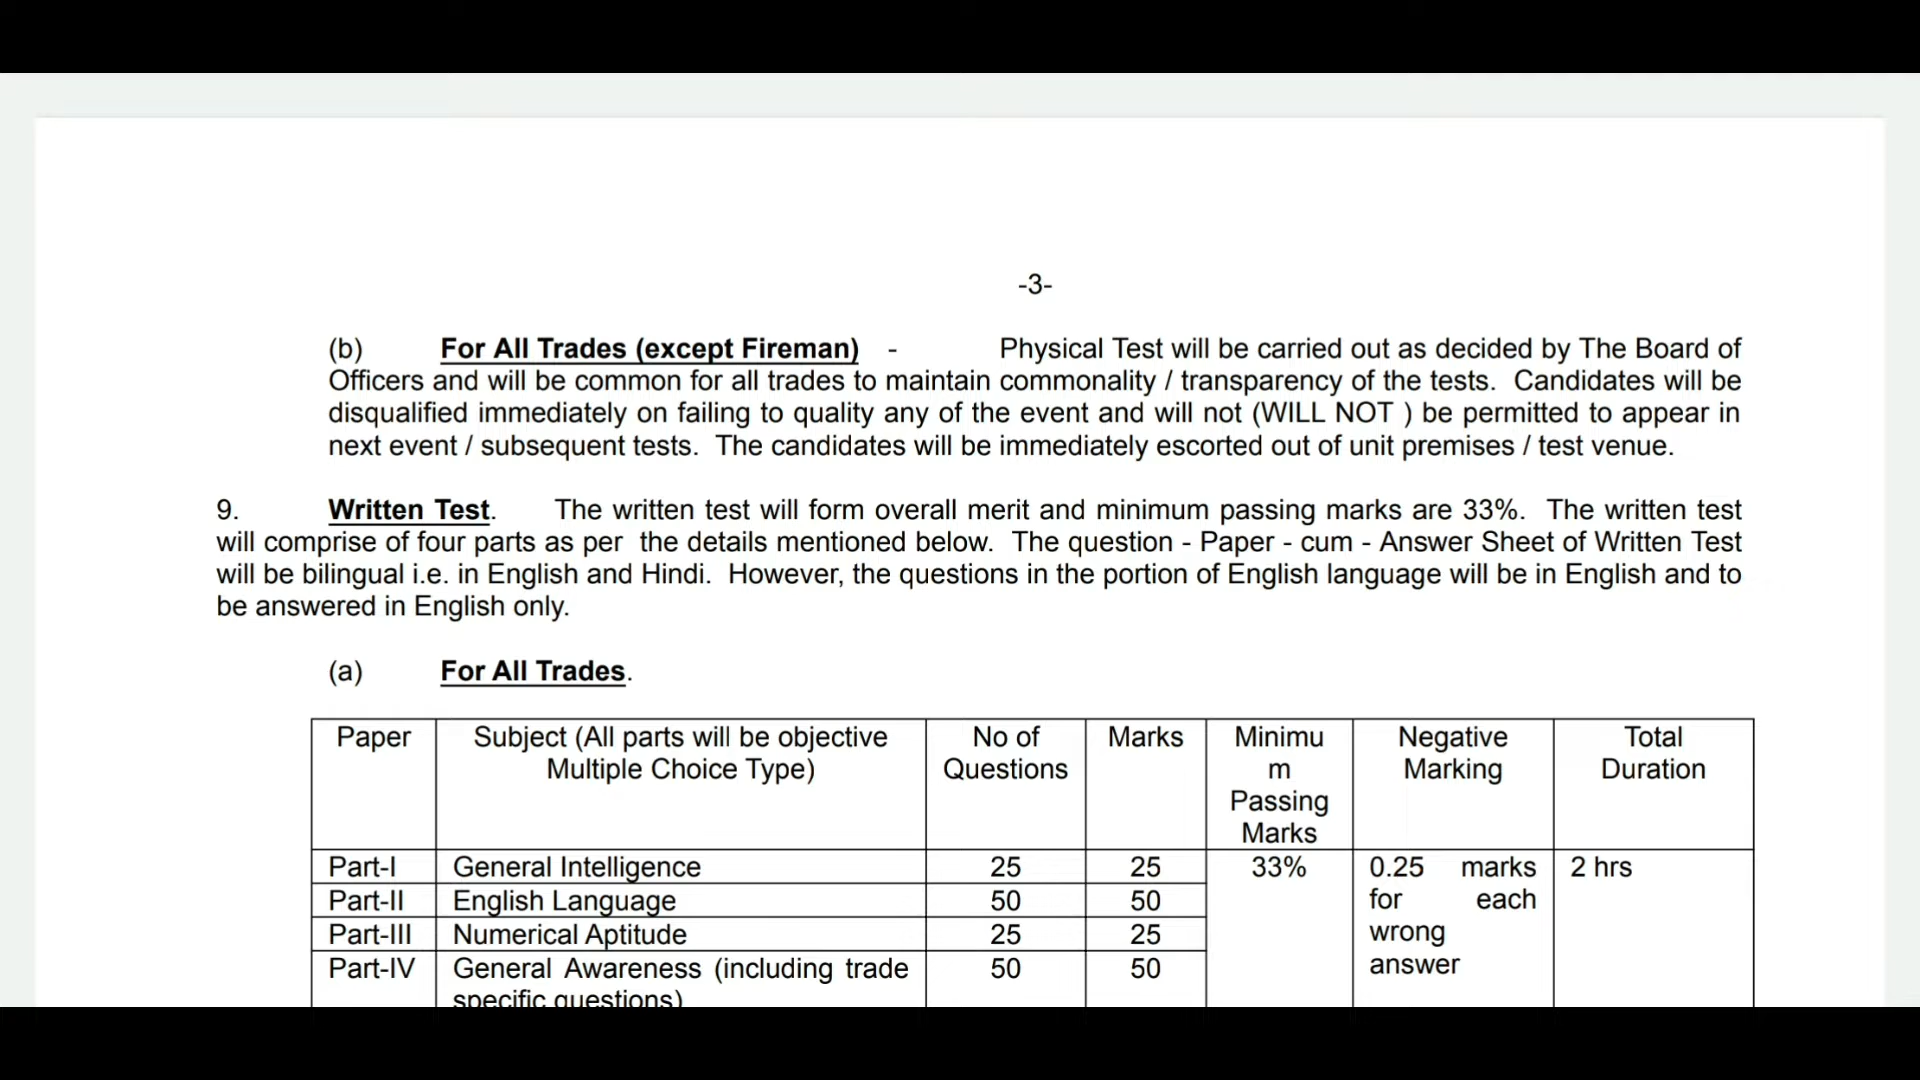 -3-
(b) For All Trades (except Fireman) - Physical Test will be carried out as decided by The Board of
Officers and will be common for all trades to maintain commonality / transparency of the tests. Candidates will be
disqualified immediately on failing to quality any of the event and will not (WILL NOT ) be permitted to appear in
next event / subsequent tests. The candidates will be immediately escorted out of unit premises / test venue.
9. Written Test. The written test will form overall merit and minimum passing marks are 33%. The written test
will comprise of four parts as per the details mentioned below. The question - Paper - cum - Answer Sheet of Written Test
will be bilingual i.e. in English and Hindi. However, the questions in the portion of English language will be in English and to
be answered in English only.
(a) For All Trades.
Paper Subject (All parts will be objective No of Marks Minimu Negative Total
Multiple Choice Type) Questions m Marking Duration
Passing
Marks
Part-I General Intelligence 25 25 33% 0.25 marks 2 hrs
Part-II English Language 50 50 for each
Part-III Numerical Aptitude 25 25 wrong
Part-IV General Awareness (including trade 50 50 answer
specific questions)